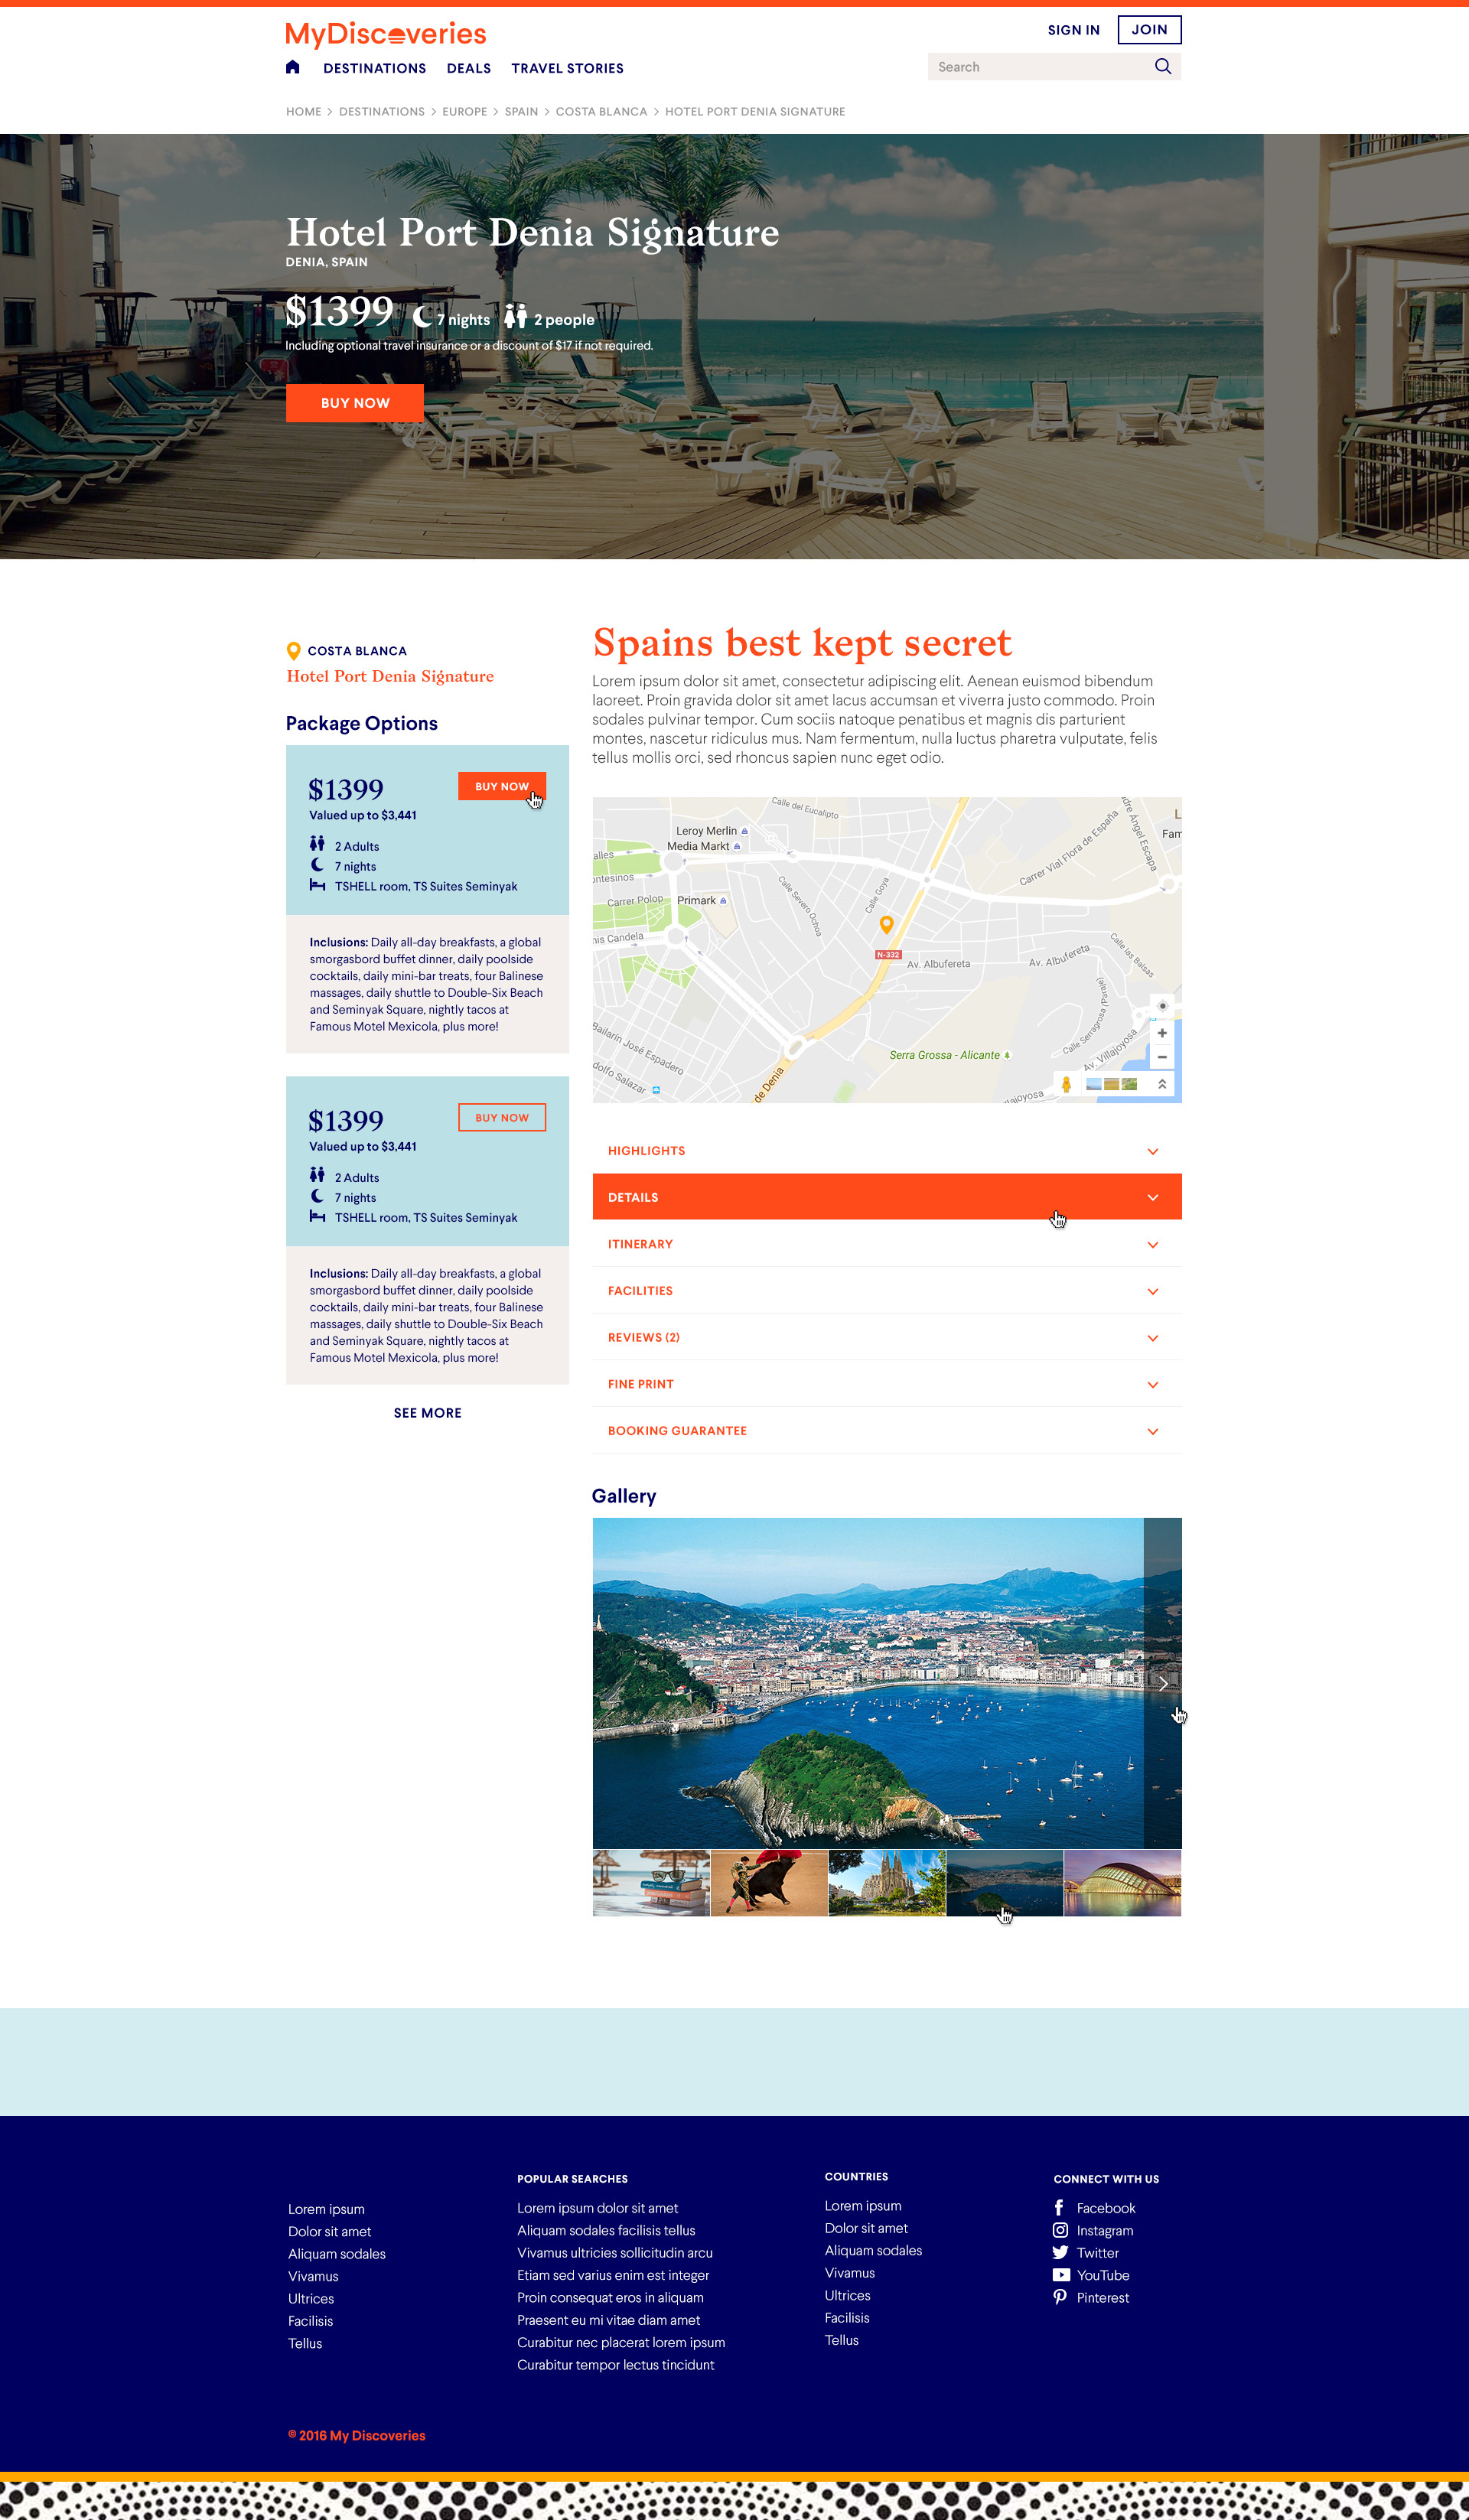 MyDiscoveries
SIGN IN
JOIN
DESTINATIONS
DEALS
TRAVEL STORIES
Search
HOME > DESTINATIONS > EUROPE > SPAIN > COSTA BLANCA > HOTEL PORT DENIA SIGNATURE
Hotel Port Denia Signature
DENIA, SPAIN
$1399 7 nights 2 people
Including optional travel insurance or a discount of $17 if not required.
BUY NOW
COSTA BLANCA
Hotel Port Denia Signature
Package Options
$1399
BUY NOW
Valued up to $3,441
2 Adults
7 nights
TSHELL room, TS Suites Seminyak
Inclusions: Daily all-day breakfasts, a global
smorgasbord buffet dinner, daily poolside
cocktails, daily mini-bar treats, four Balinese
massages, daily shuttle to Double-Six Beach
and Seminyak Square, nightly tacos at
Famous Motel Mexicola, plus more!
$1399
BUY NOW
Valued up to $3,441
2 Adults
7 nights
TSHELL room, TS Suites Seminyak
Inclusions: Daily all-day breakfasts, a global
smorgasbord buffet dinner, daily poolside
cocktails, daily mini-bar treats, four Balinese
massages, daily shuttle to Double-Six Beach
and Seminyak Square, nightly tacos at
Famous Motel Mexicola, plus more!
SEE MORE
Spains best kept secret
Lorem ipsum dolor sit amet, consectetur adipiscing elit. Aenean euismod bibendum
laoreet. Proin gravida dolor sit amet lacus accumsan et viverra justo commodo. Proin
sodales pulvinar tempor. Cum sociis natoque penatibus et magnis dis parturient
montes, nascetur ridiculus mus. Nam fermentum, nulla luctus pharetra vulputate, felis
tellus mollis orci, sed rhoncus sapien nunc eget odio.
Calle del Eucalipto
Leroy Merlin
Media Markt
alles
ontesinos
Carrer Polop
Primark
nis Candela
Calle Severo Ochoa
Calle Goya
Carrer Vial Flora de España
dre Ángel Escapa
L
Fam
N-332
Av. Albufereta
Av. Albufereta
Calle las Balsas
Calle Serragrosa (Parcial)
Av. Villajoyosa
Bailarín José Espadero
dolfo Salazar
de Denia
Serra Grossa - Alicante
lajoyosa
HIGHLIGHTS
DETAILS
ITINERARY
FACILITIES
REVIEWS (2)
FINE PRINT
BOOKING GUARANTEE
Gallery
Lorem ipsum
Dolor sit amet
Aliquam sodales
Vivamus
Ultrices
Facilisis
Tellus
POPULAR SEARCHES
Lorem ipsum dolor sit amet
Aliquam sodales facilisis tellus
Vivamus ultricies sollicitudin arcu
Etiam sed varius enim est integer
Proin consequat eros in aliquam
Praesent eu mi vitae diam amet
Curabitur nec placerat lorem ipsum
Curabitur tempor lectus tincidunt
COUNTRIES
Lorem ipsum
Dolor sit amet
Aliquam sodales
Vivamus
Ultrices
Facilisis
Tellus
CONNECT WITH US
Facebook
Instagram
Twitter
YouTube
Pinterest
© 2016 My Discoveries